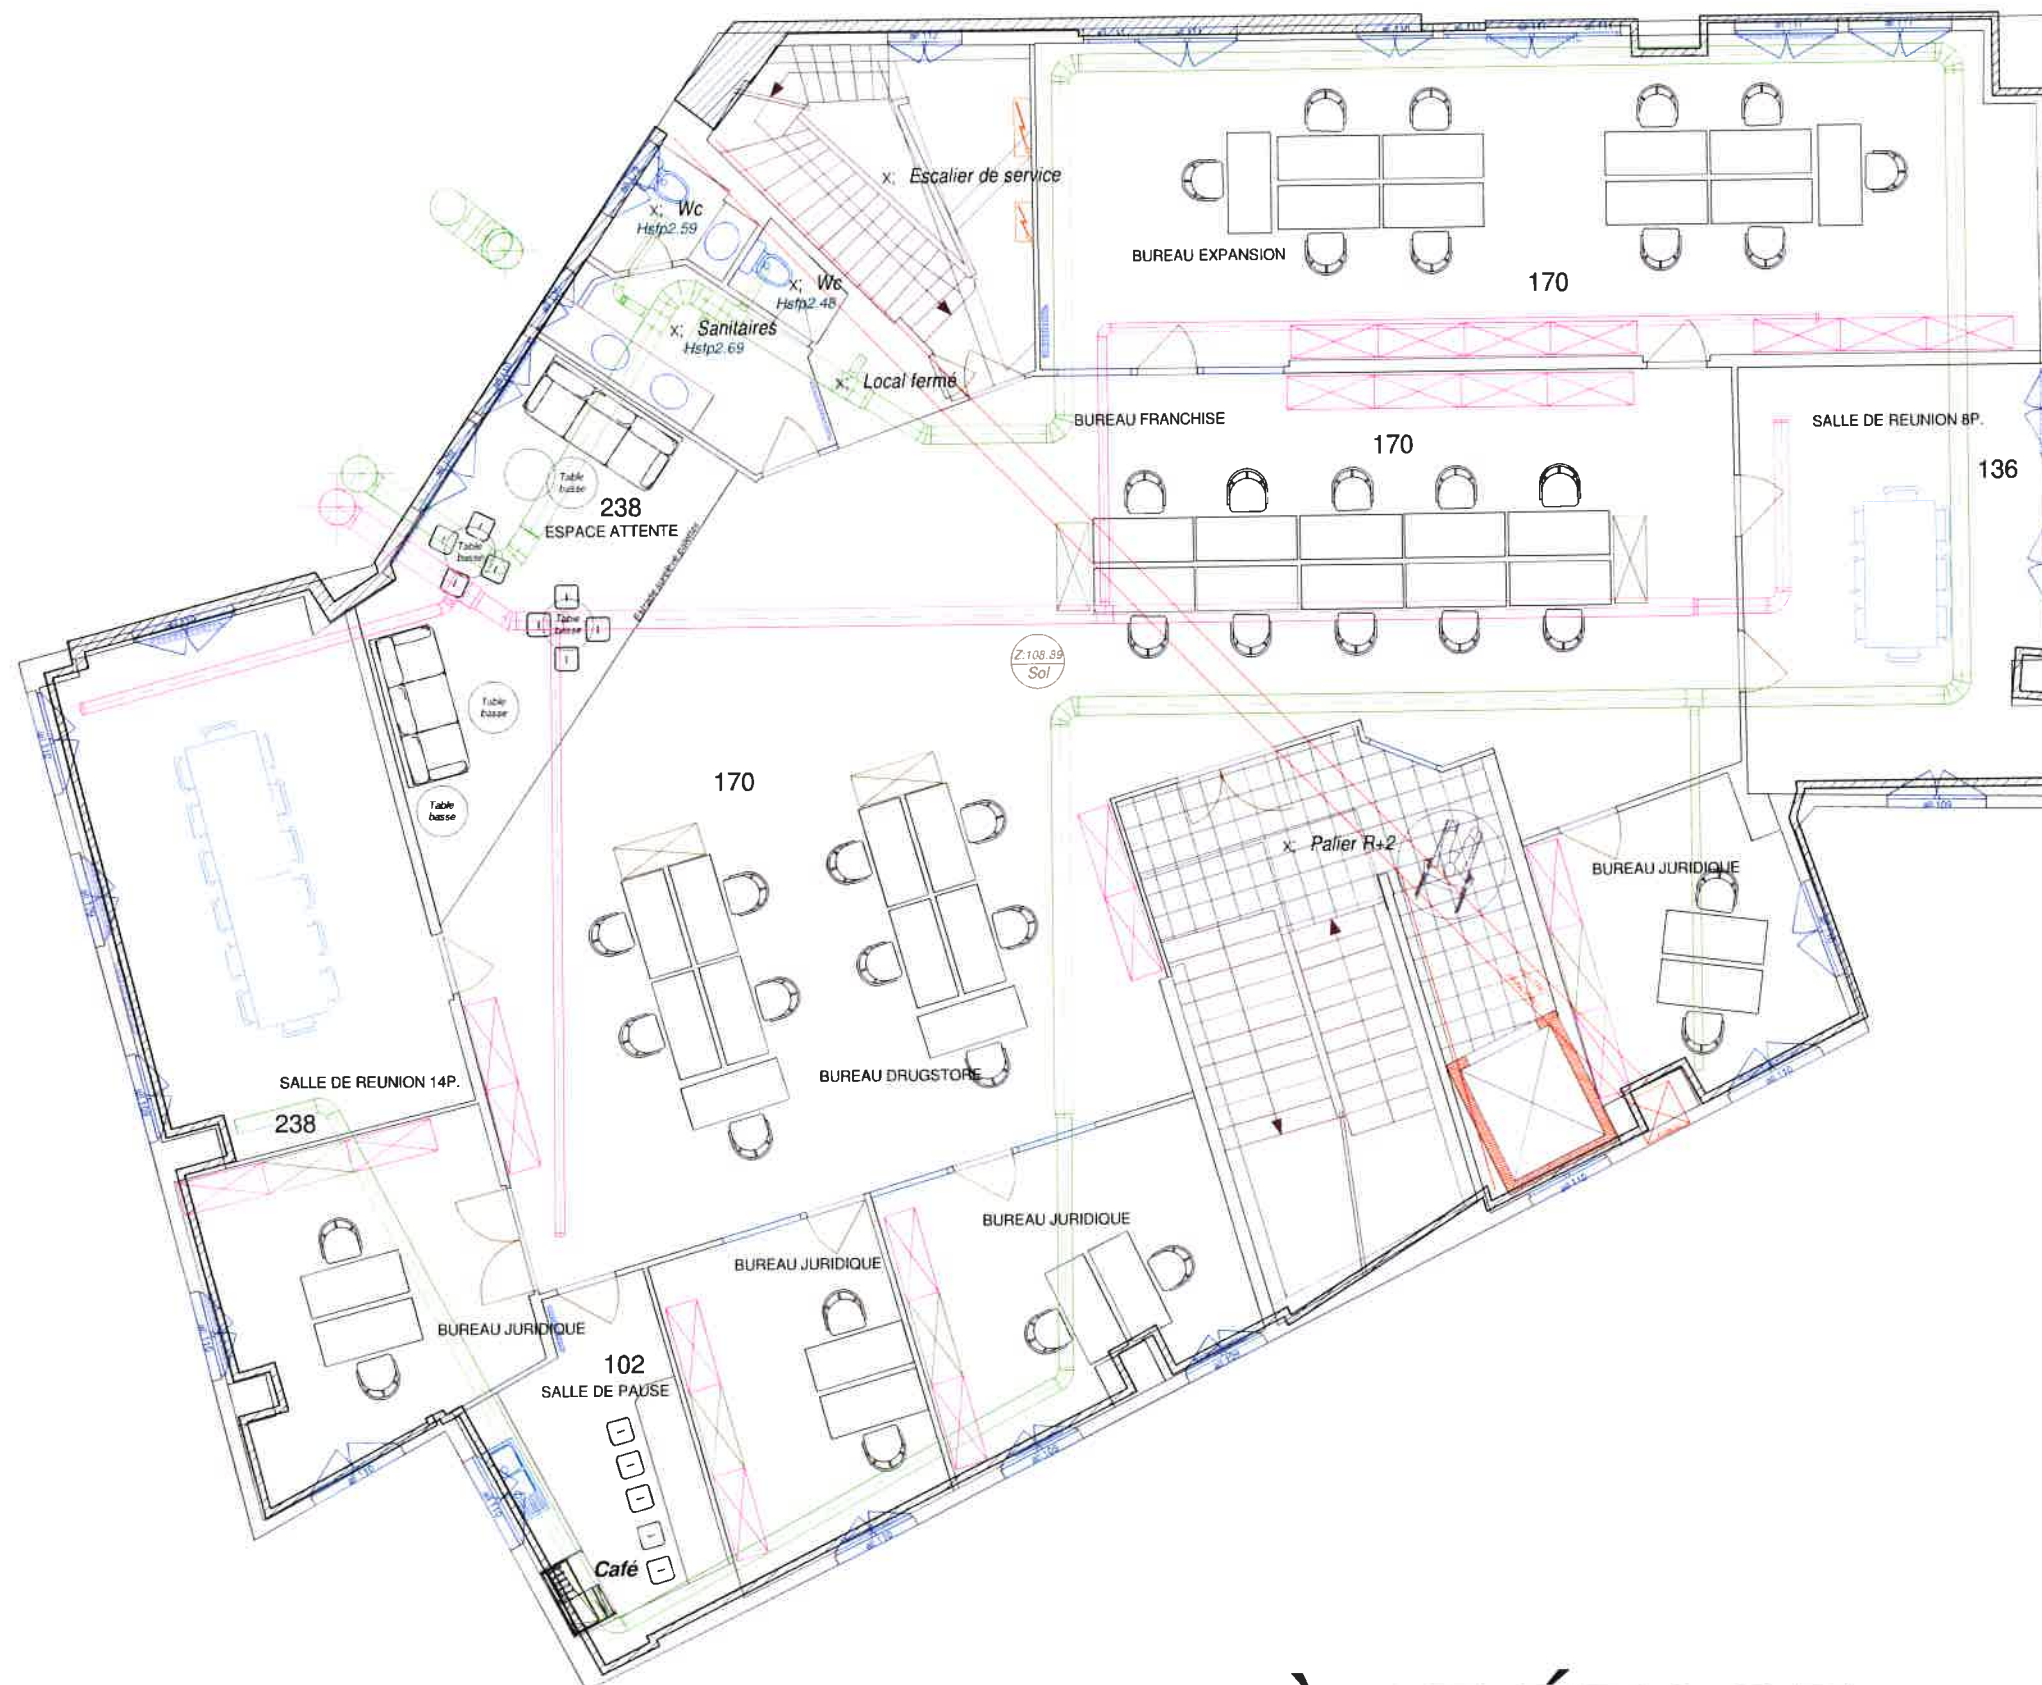 x; Escalier de service
x; Wc
Hsfp2.59
x; Wc
Hsfp2.48
x; Sanitaires
Hsfp2.69
x; Local fermé
BUREAU EXPANSION
170
BUREAU FRANCHISE
170
SALLE DE REUNION 8P.
136
Table
basse
238
ESPACE ATTENTE
Table
basse
Table
basse
Z:108.89
Sol
Table
basse
Table
basse
170
x; Palier R+2
BUREAU JURIDIQUE
BUREAU DRUGSTORE
SALLE DE REUNION 14P.
238
BUREAU JURIDIQUE
BUREAU JURIDIQUE
BUREAU JURIDIQUE
102
SALLE DE PAUSE
Café